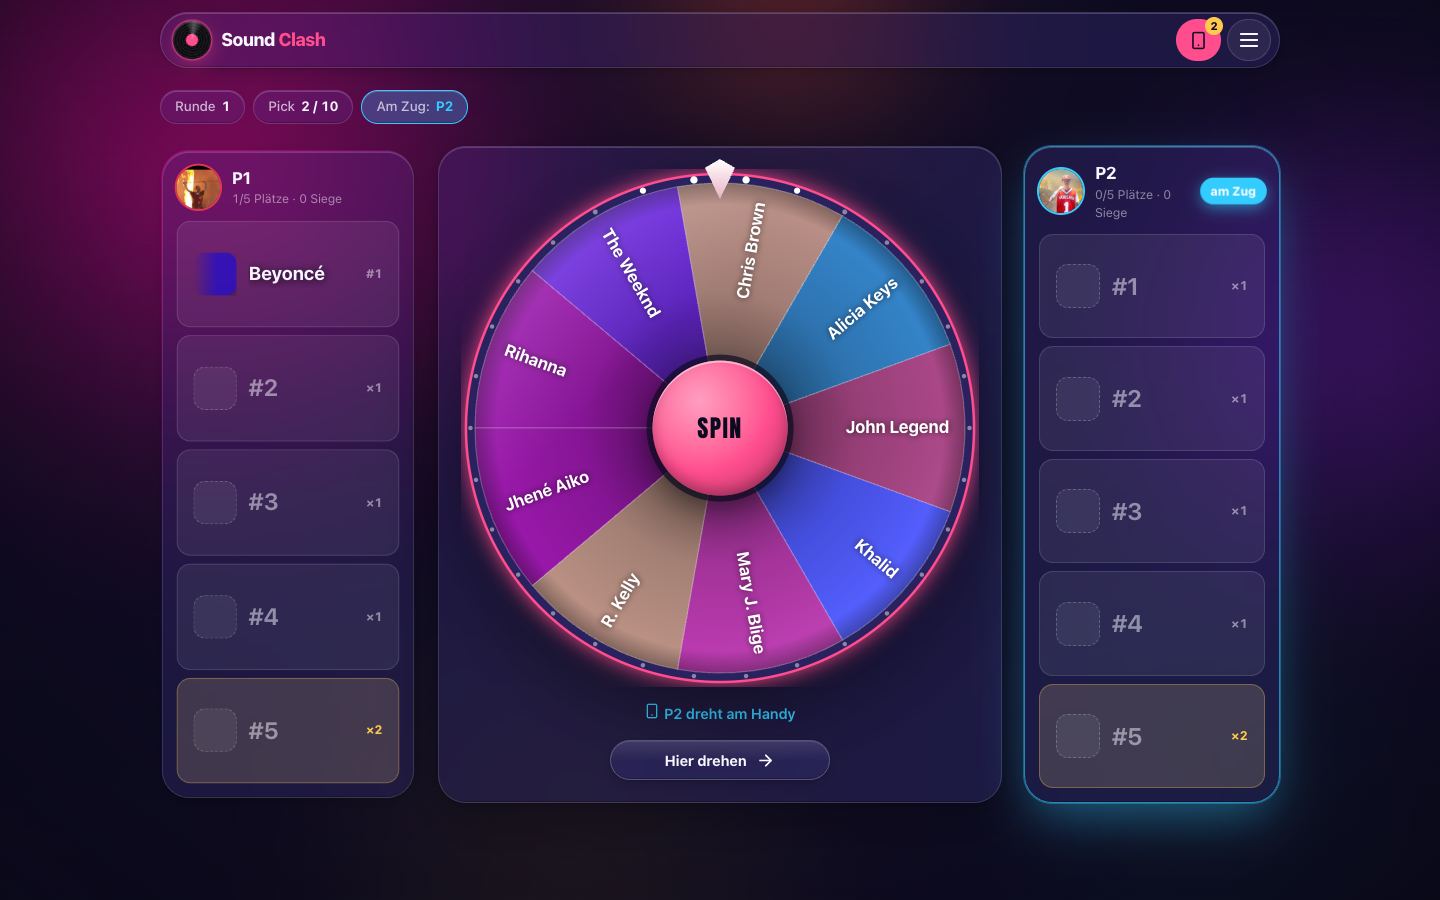 Sound Clash
2
Runde 1
Pick 2 / 10
Am Zug: P2
P1
1/5 Plätze · 0 Siege
Beyoncé #1
#2 ×1
#3 ×1
#4 ×1
#5 ×2
Chris Brown
Alicia Keys
John Legend
Khalid
Mary J. Blige
R. Kelly
Jhené Aiko
Rihanna
The Weeknd
SPIN
P2 dreht am Handy
Hier drehen
P2
0/5 Plätze · 0
Siege
am Zug
#1 ×1
#2 ×1
#3 ×1
#4 ×1
#5 ×2